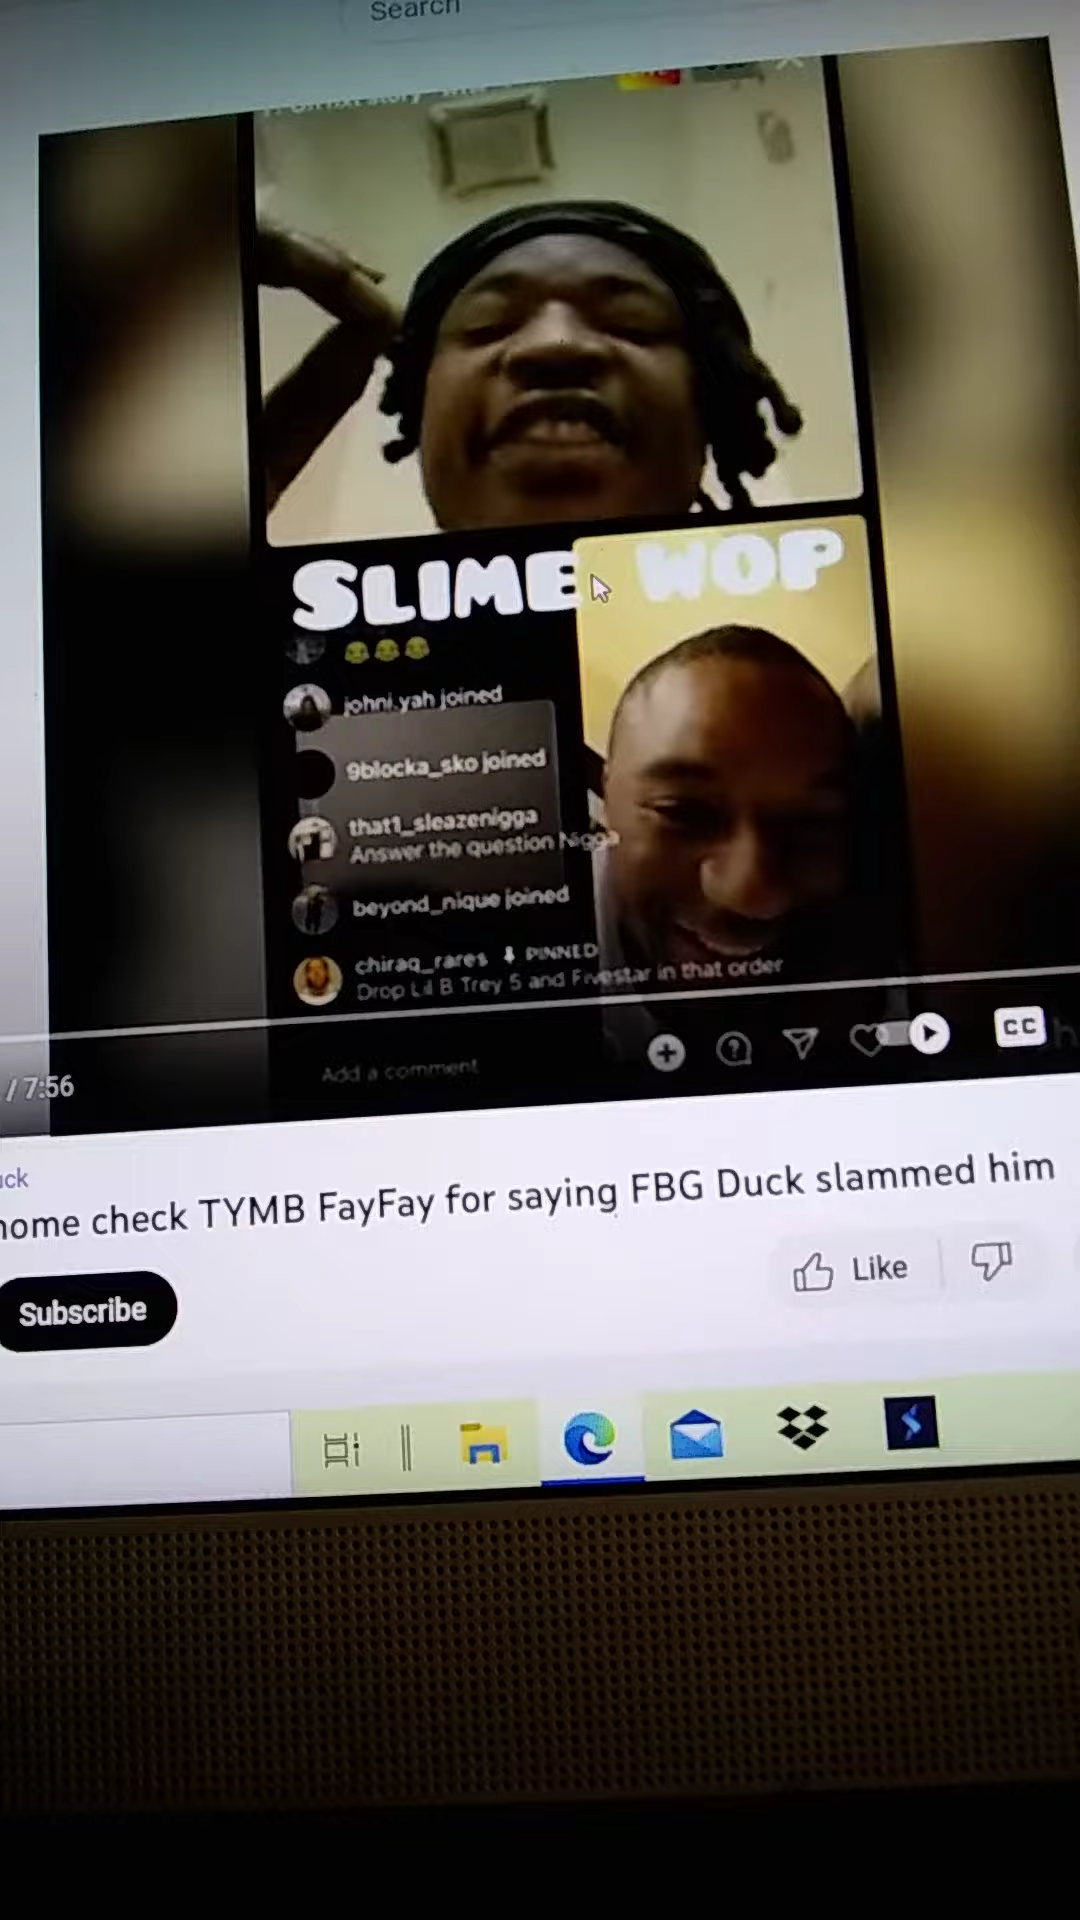 Search
SLIME WOP
😂😂😂
johni.yah joined
9blocka_sko joined
that1_sleazenigga
Answer the question Nigga
beyond_nique joined
chiraq_rares PINNED
Drop Lil B Trey 5 and Fivestar in that order
Add a comment
CC
/ 7:56
uck
home check TYMB FayFay for saying FBG Duck slammed him
Subscribe
Like